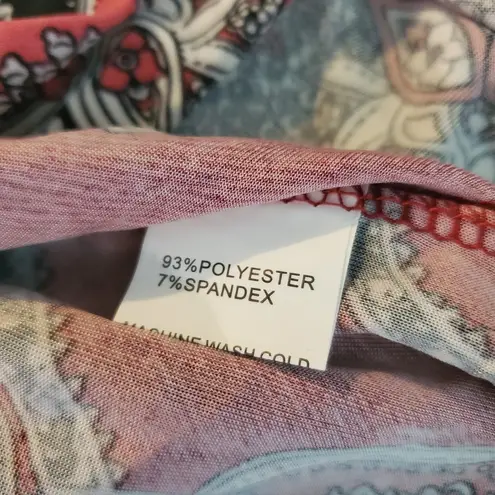 93%POLYESTER
7%SPANDEX
MACHINE WASH COLD